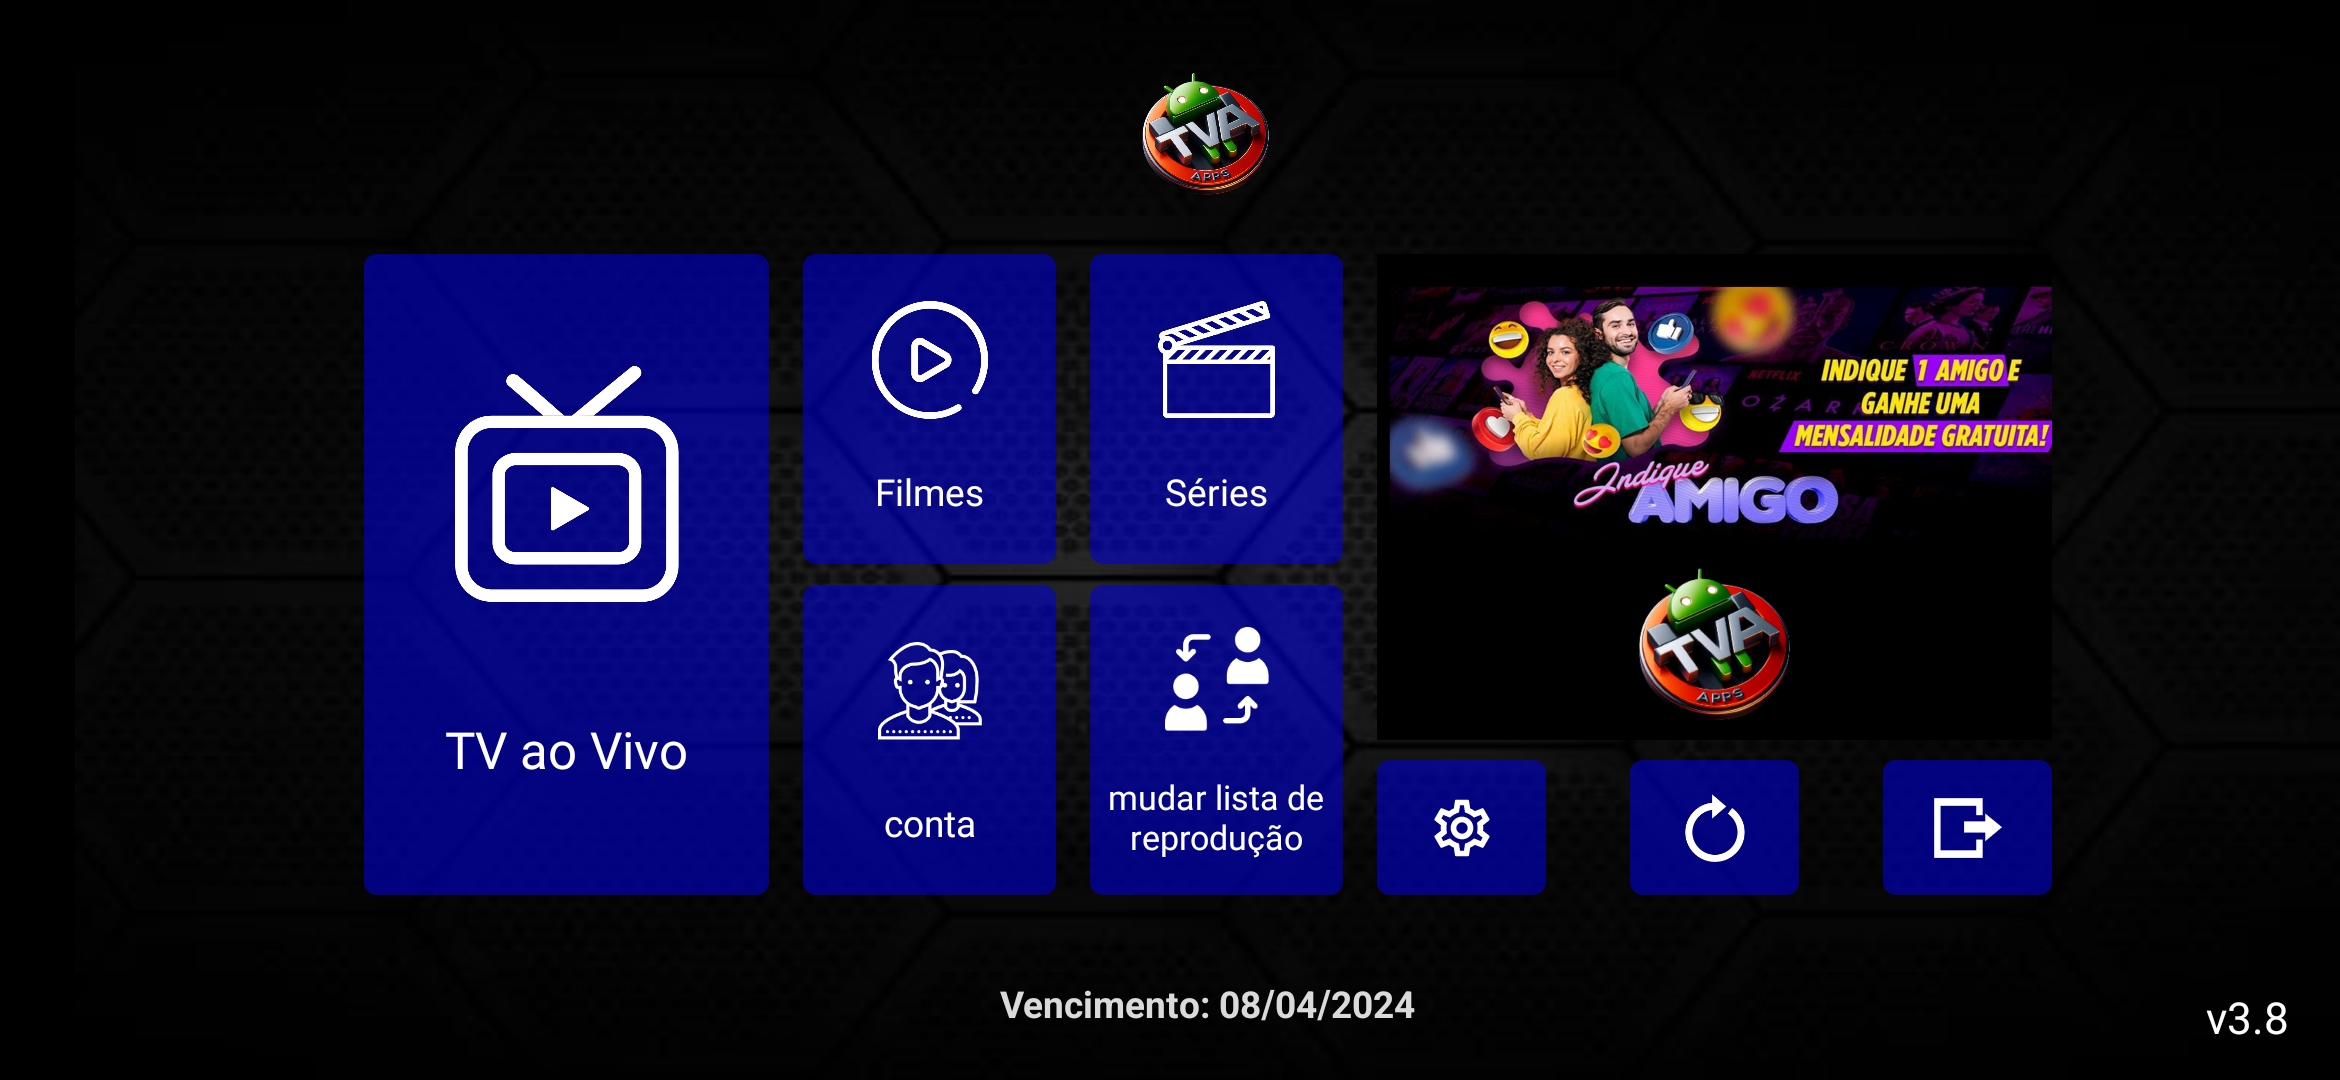 TVA
APPS
TV ao Vivo
Filmes
Séries
conta
mudar lista de
reprodução
NETFLIX
INDIQUE 1 AMIGO E
GANHE UMA
MENSALIDADE GRATUITA!
Indique
AMIGO
TVA
APPS
Vencimento: 08/04/2024
v3.8